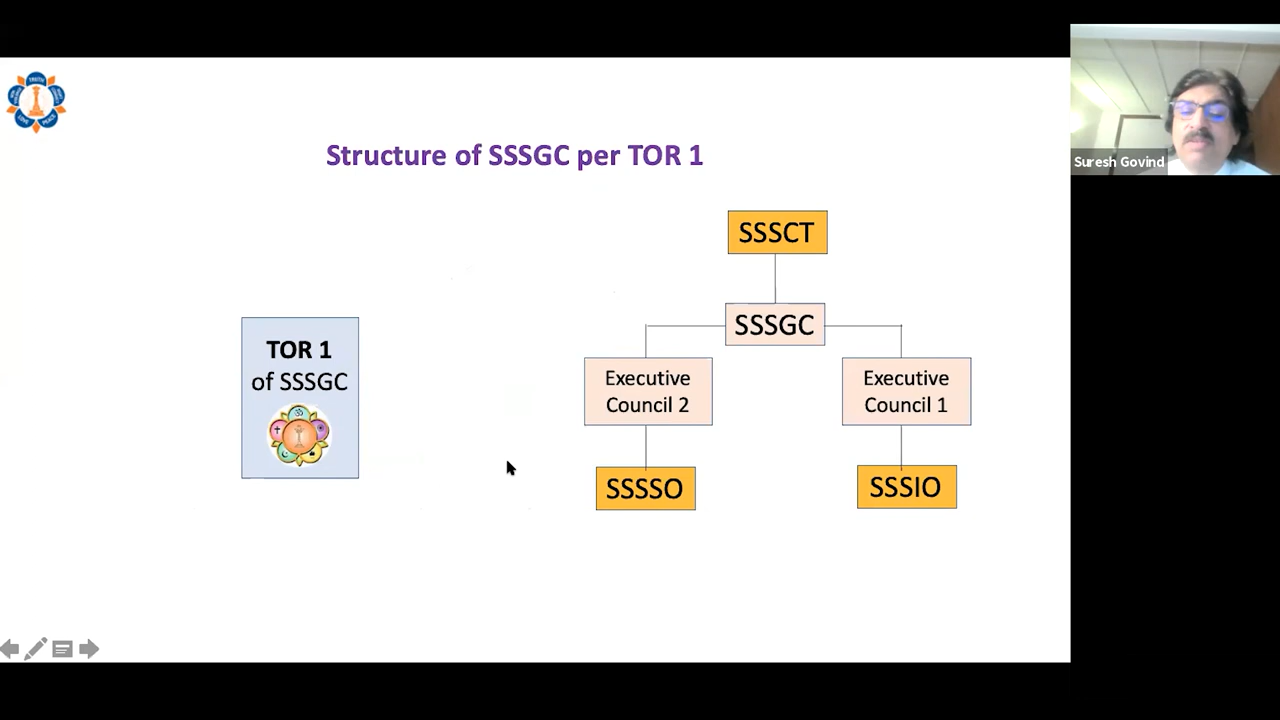 Structure of SSSGC per TOR 1
Suresh Govind
SSSCT
SSSGC
TOR 1
of SSSGC
Executive
Council 2
Executive
Council 1
SSSSO
SSSIO